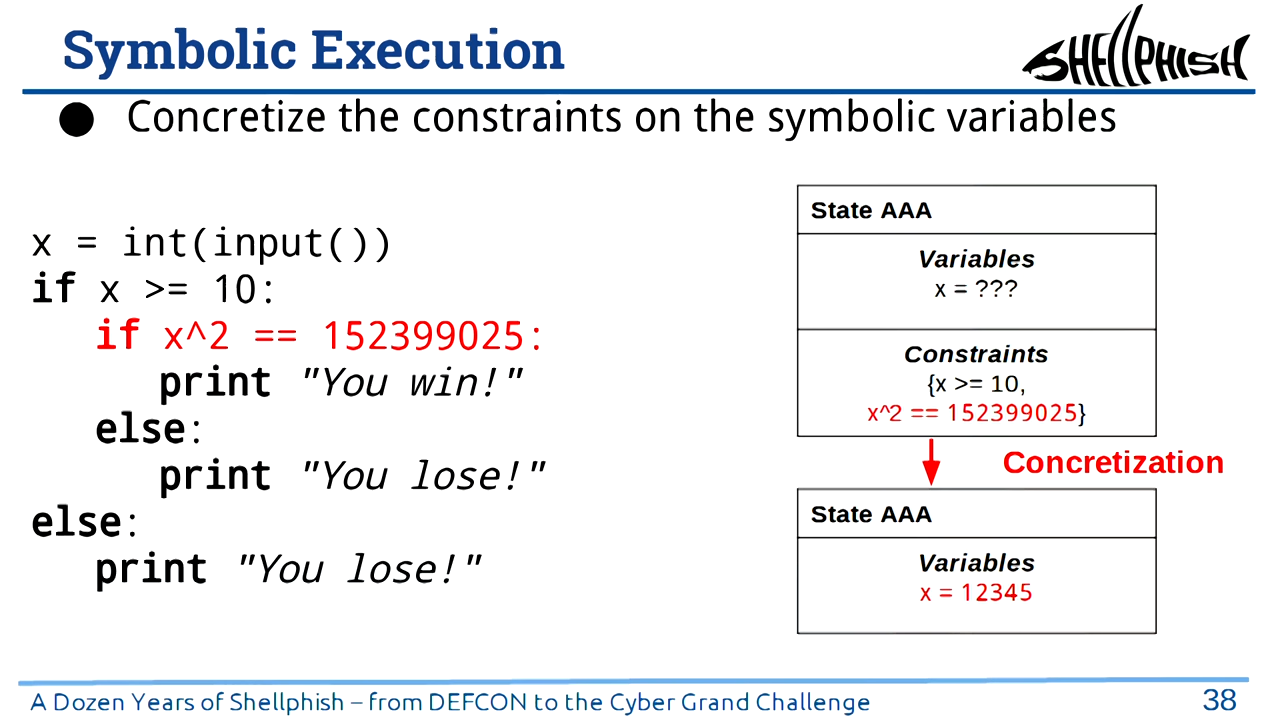 Symbolic Execution
SHELLPHISH
● Concretize the constraints on the symbolic variables
x = int(input())
if x >= 10:
if x^2 == 152399025:
print "You win!"
else:
print "You lose!"
else:
print "You lose!"
State AAA
Variables
x = ???
Constraints
{x >= 10,
x^2 == 152399025}
Concretization
State AAA
Variables
x = 12345
A Dozen Years of Shellphish – from DEFCON to the Cyber Grand Challenge
38